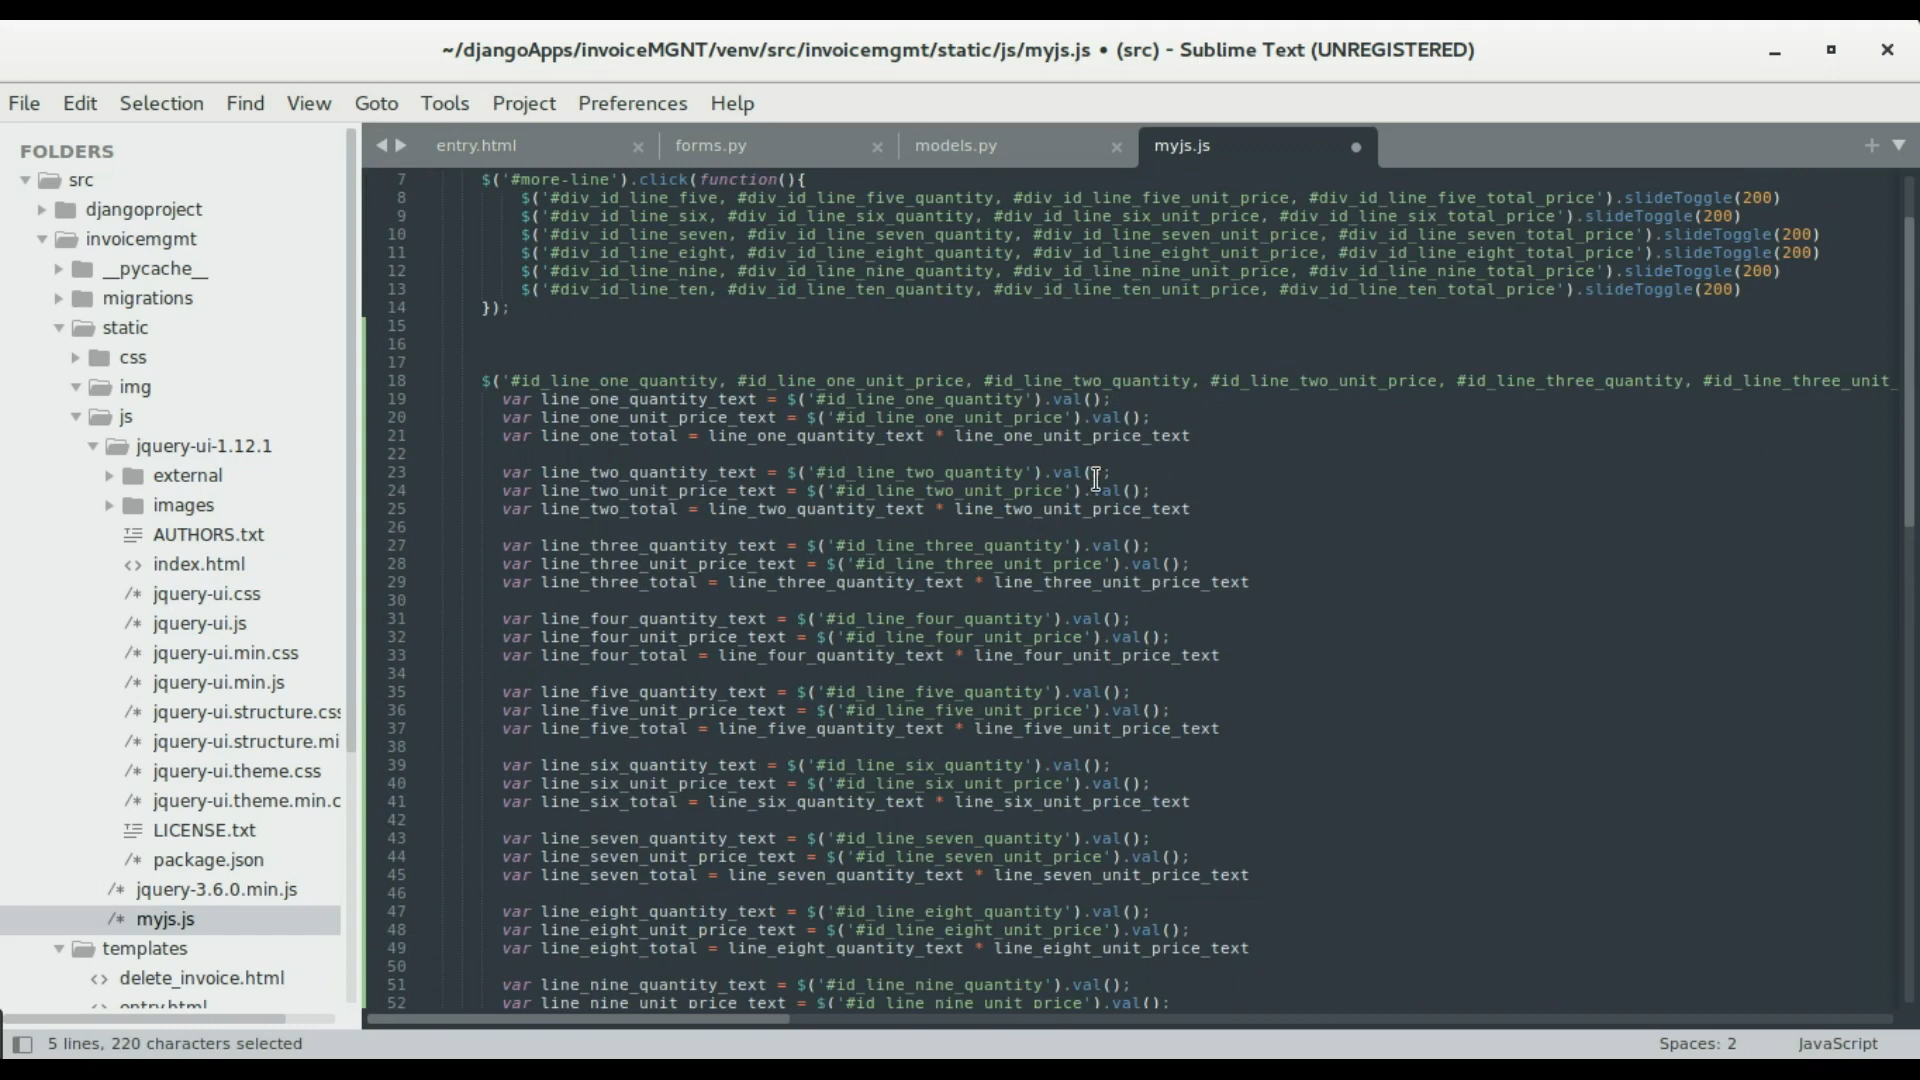 ~/djangoApps/invoiceMGNT/venv/src/invoicemgmt/static/js/myjs.js • (src) - Sublime Text (UNREGISTERED)
File Edit Selection Find View Goto Tools Project Preferences Help
FOLDERS
src
djangoproject
invoicemgmt
__pycache__
migrations
static
css
img
js
jquery-ui-1.12.1
external
images
AUTHORS.txt
index.html
jquery-ui.css
jquery-ui.js
jquery-ui.min.css
jquery-ui.min.js
jquery-ui.structure.css
jquery-ui.structure.mi
jquery-ui.theme.css
jquery-ui.theme.min.c
LICENSE.txt
package.json
jquery-3.6.0.min.js
myjs.js
templates
delete_invoice.html
entry.html
entry.html forms.py models.py myjs.js
7 $('#more-line').click(function(){
8 $('#div_id_line_five, #div_id_line_five_quantity, #div_id_line_five_unit_price, #div_id_line_five_total_price').slideToggle(200)
9 $('#div_id_line_six, #div_id_line_six_quantity, #div_id_line_six_unit_price, #div_id_line_six_total_price').slideToggle(200)
10 $('#div_id_line_seven, #div_id_line_seven_quantity, #div_id_line_seven_unit_price, #div_id_line_seven_total_price').slideToggle(200)
11 $('#div_id_line_eight, #div_id_line_eight_quantity, #div_id_line_eight_unit_price, #div_id_line_eight_total_price').slideToggle(200)
12 $('#div_id_line_nine, #div_id_line_nine_quantity, #div_id_line_nine_unit_price, #div_id_line_nine_total_price').slideToggle(200)
13 $('#div_id_line_ten, #div_id_line_ten_quantity, #div_id_line_ten_unit_price, #div_id_line_ten_total_price').slideToggle(200)
14 });
15
16
17
18 $('#id_line_one_quantity, #id_line_one_unit_price, #id_line_two_quantity, #id_line_two_unit_price, #id_line_three_quantity, #id_line_three_unit_
19 var line_one_quantity_text = $('#id_line_one_quantity').val();
20 var line_one_unit_price_text = $('#id_line_one_unit_price').val();
21 var line_one_total = line_one_quantity_text * line_one_unit_price_text
22
23 var line_two_quantity_text = $('#id_line_two_quantity').val();
24 var line_two_unit_price_text = $('#id_line_two_unit_price').val();
25 var line_two_total = line_two_quantity_text * line_two_unit_price_text
26
27 var line_three_quantity_text = $('#id_line_three_quantity').val();
28 var line_three_unit_price_text = $('#id_line_three_unit_price').val();
29 var line_three_total = line_three_quantity_text * line_three_unit_price_text
30
31 var line_four_quantity_text = $('#id_line_four_quantity').val();
32 var line_four_unit_price_text = $('#id_line_four_unit_price').val();
33 var line_four_total = line_four_quantity_text * line_four_unit_price_text
34
35 var line_five_quantity_text = $('#id_line_five_quantity').val();
36 var line_five_unit_price_text = $('#id_line_five_unit_price').val();
37 var line_five_total = line_five_quantity_text * line_five_unit_price_text
38
39 var line_six_quantity_text = $('#id_line_six_quantity').val();
40 var line_six_unit_price_text = $('#id_line_six_unit_price').val();
41 var line_six_total = line_six_quantity_text * line_six_unit_price_text
42
43 var line_seven_quantity_text = $('#id_line_seven_quantity').val();
44 var line_seven_unit_price_text = $('#id_line_seven_unit_price').val();
45 var line_seven_total = line_seven_quantity_text * line_seven_unit_price_text
46
47 var line_eight_quantity_text = $('#id_line_eight_quantity').val();
48 var line_eight_unit_price_text = $('#id_line_eight_unit_price').val();
49 var line_eight_total = line_eight_quantity_text * line_eight_unit_price_text
50
51 var line_nine_quantity_text = $('#id_line_nine_quantity').val();
52 var line_nine_unit_price_text = $('#id_line_nine_unit_price').val();
5 lines, 220 characters selected
Spaces: 2
JavaScript